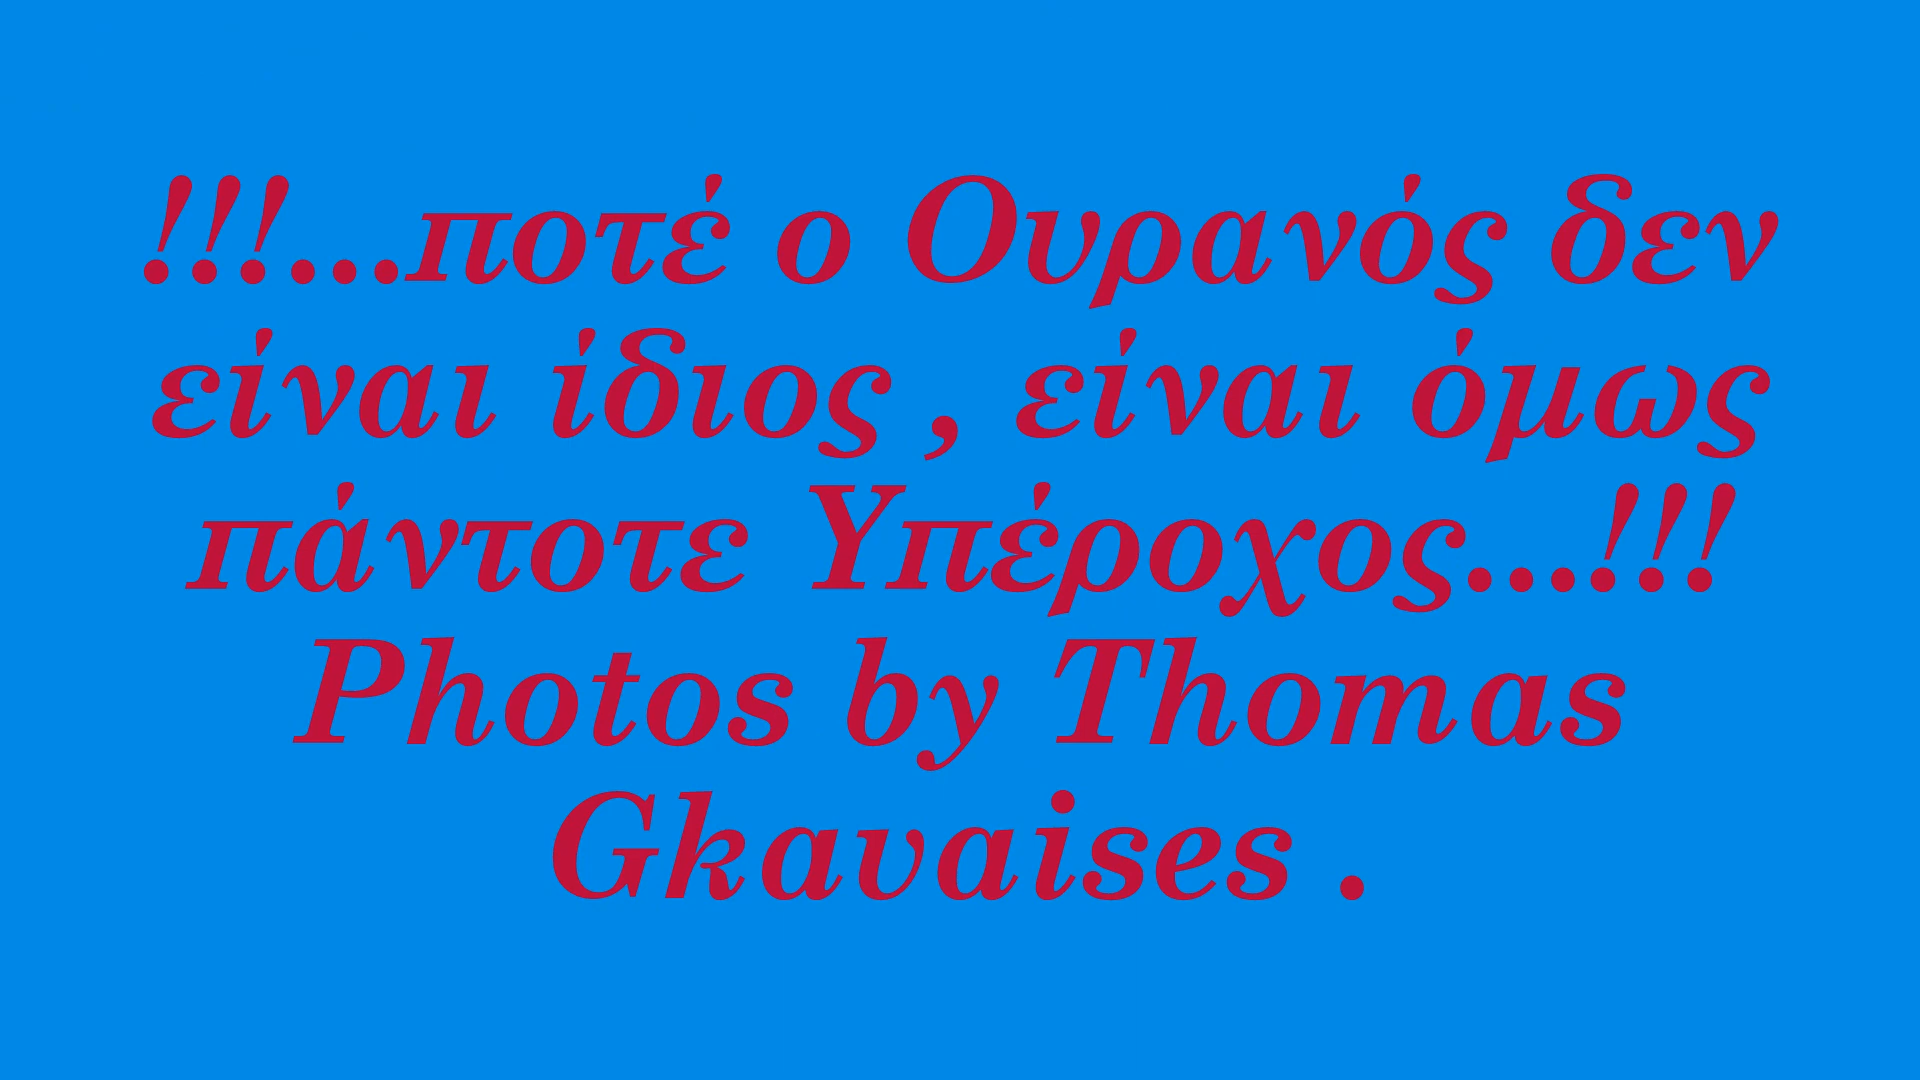 !!!...ποτέ ο Ουρανός δεν
είναι ίδιος , είναι όμως
πάντοτε Υπέροχος...!!!
Photos by Thomas
Gkavaises .